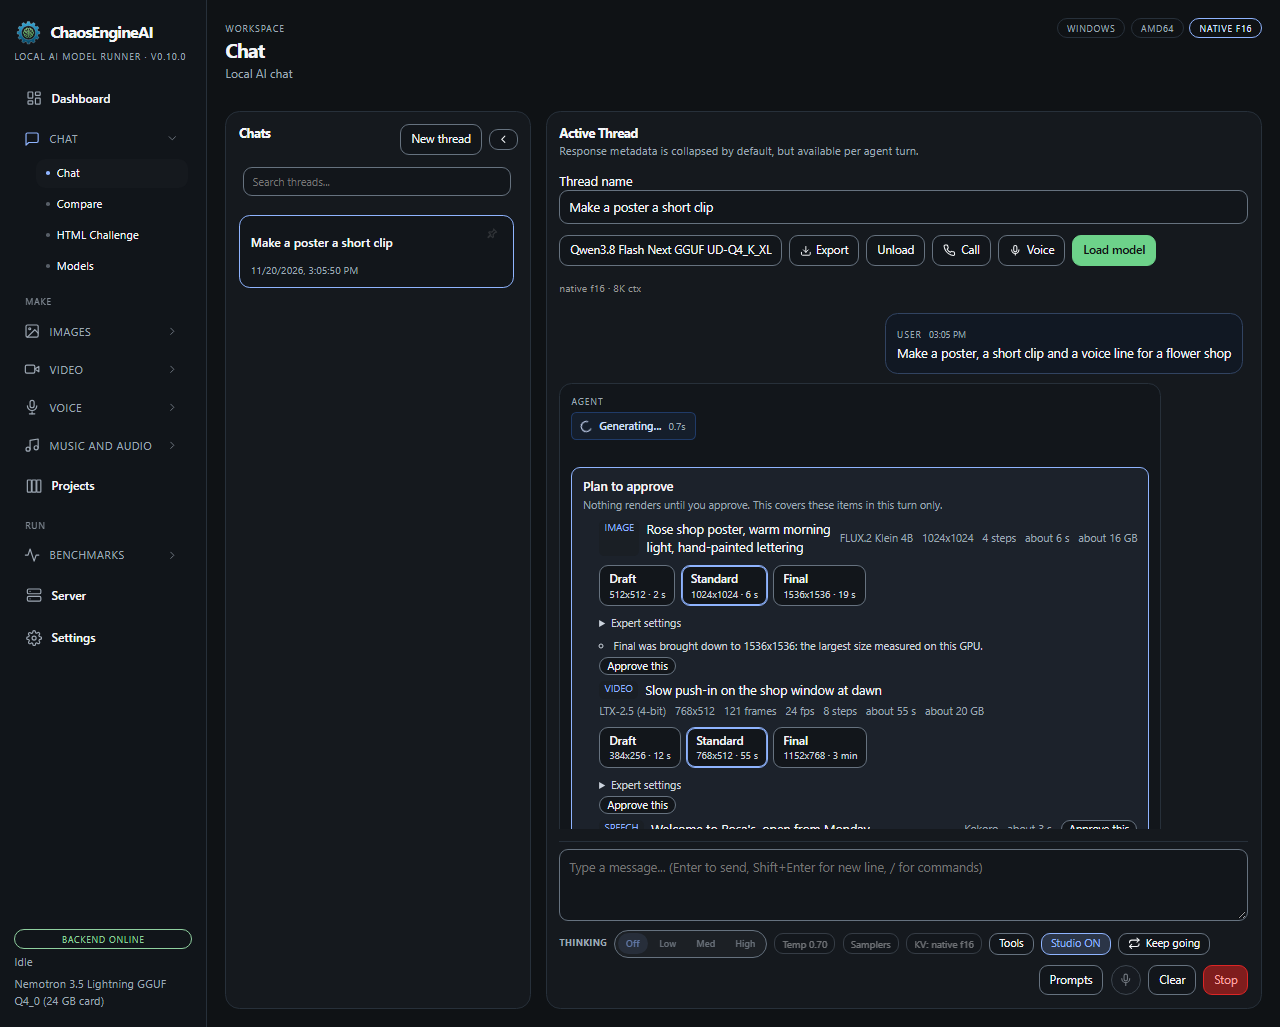 ChaosEngineAI
LOCAL AI MODEL RUNNER · V0.10.0
Dashboard
CHAT
Chat
Compare
HTML Challenge
Models
MAKE
IMAGES
VIDEO
VOICE
MUSIC AND AUDIO
Projects
RUN
BENCHMARKS
Server
Settings
BACKEND ONLINE
Idle
Nemotron 3.5 Lightning GGUF
Q4_0 (24 GB card)
WORKSPACE
Chat
Local AI chat
WINDOWS
AMD64
NATIVE F16
Chats
New thread
Search threads...
Make a poster a short clip
11/20/2026, 3:05:50 PM
Active Thread
Response metadata is collapsed by default, but available per agent turn.
Thread name
Make a poster a short clip
Qwen3.8 Flash Next GGUF UD-Q4_K_XL
Export
Unload
Call
Voice
Load model
native f16 · 8K ctx
USER 03:05 PM
Make a poster, a short clip and a voice line for a flower shop
AGENT
Generating... 0.7s
Plan to approve
Nothing renders until you approve. This covers these items in this turn only.
IMAGE
Rose shop poster, warm morning
light, hand-painted lettering
FLUX.2 Klein 4B 1024x1024 4 steps about 6 s about 16 GB
Draft
512x512 · 2 s
Standard
1024x1024 · 6 s
Final
1536x1536 · 19 s
Expert settings
Final was brought down to 1536x1536: the largest size measured on this GPU.
Approve this
VIDEO
Slow push-in on the shop window at dawn
LTX-2.5 (4-bit) 768x512 121 frames 24 fps 8 steps about 55 s about 20 GB
Draft
384x256 · 12 s
Standard
768x512 · 55 s
Final
1152x768 · 3 min
Expert settings
Approve this
SPEECH
Welcome to Rosa's, open from Monday
Kokoro about 3 s
Approve this
Type a message... (Enter to send, Shift+Enter for new line, / for commands)
THINKING
Off
Low
Med
High
Temp 0.70
Samplers
KV: native f16
Tools
Studio ON
Keep going
Prompts
Clear
Stop